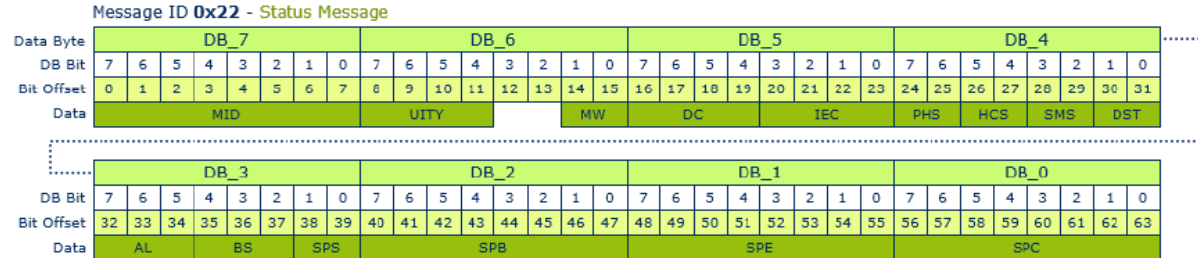 Message ID 0x22 - Status Message
Data Byte DB_7 DB_6 DB_5 DB_4
DB Bit 7 6 5 4 3 2 1 0 7 6 5 4 3 2 1 0 7 6 5 4 3 2 1 0 7 6 5 4 3 2 1 0
Bit Offset 0 1 2 3 4 5 6 7 8 9 10 11 12 13 14 15 16 17 18 19 20 21 22 23 24 25 26 27 28 29 30 31
Data MID UITY MW DC IEC PHS HCS SMS DST
DB_3 DB_2 DB_1 DB_0
DB Bit 7 6 5 4 3 2 1 0 7 6 5 4 3 2 1 0 7 6 5 4 3 2 1 0 7 6 5 4 3 2 1 0
Bit Offset 32 33 34 35 36 37 38 39 40 41 42 43 44 45 46 47 48 49 50 51 52 53 54 55 56 57 58 59 60 61 62 63
Data AL BS SPS SPB SPE SPC